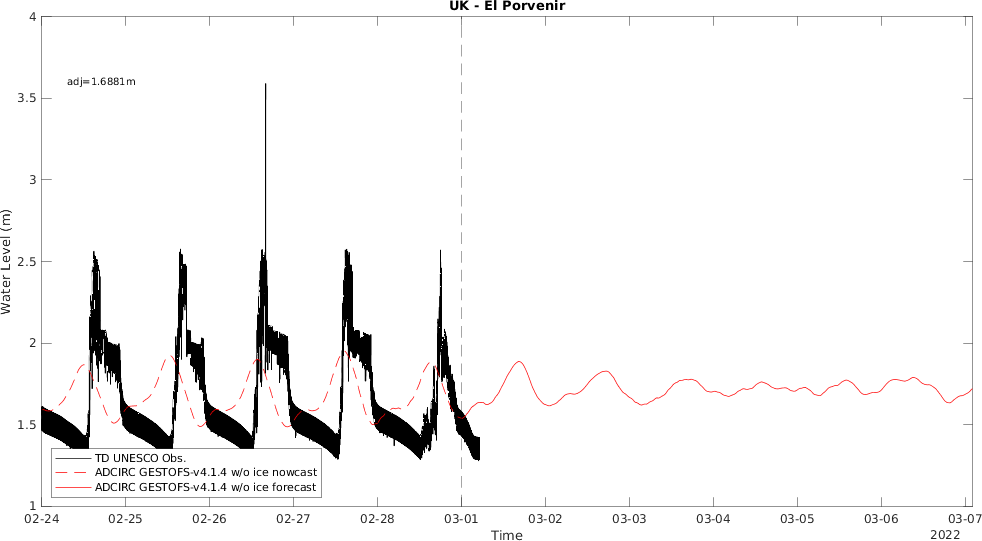 UK - El Porvenir
4
3.5
3
2.5
2
1.5
1
Water Level (m)
adj=1.6881m
TD UNESCO Obs.
ADCIRC GESTOFS-v4.1.4 w/o ice nowcast
ADCIRC GESTOFS-v4.1.4 w/o ice forecast
02-24 02-25 02-26 02-27 02-28 03-01 03-02 03-03 03-04 03-05 03-06 03-07
Time
2022